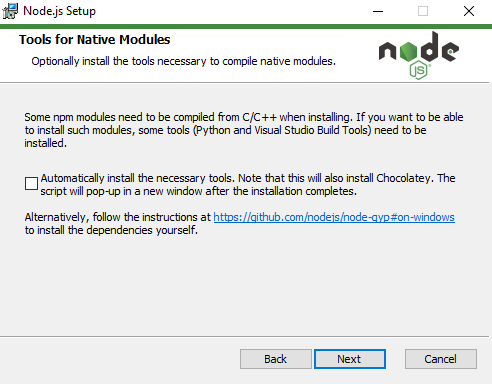 Node.js Setup
Tools for Native Modules
Optionally install the tools necessary to compile native modules.
node
JS
Some npm modules need to be compiled from C/C++ when installing. If you want to be able
to install such modules, some tools (Python and Visual Studio Build Tools) need to be
installed.
Automatically install the necessary tools. Note that this will also install Chocolatey. The
script will pop-up in a new window after the installation completes.
Alternatively, follow the instructions at https://github.com/nodejs/node-gyp#on-windows
to install the dependencies yourself.
Back Next Cancel